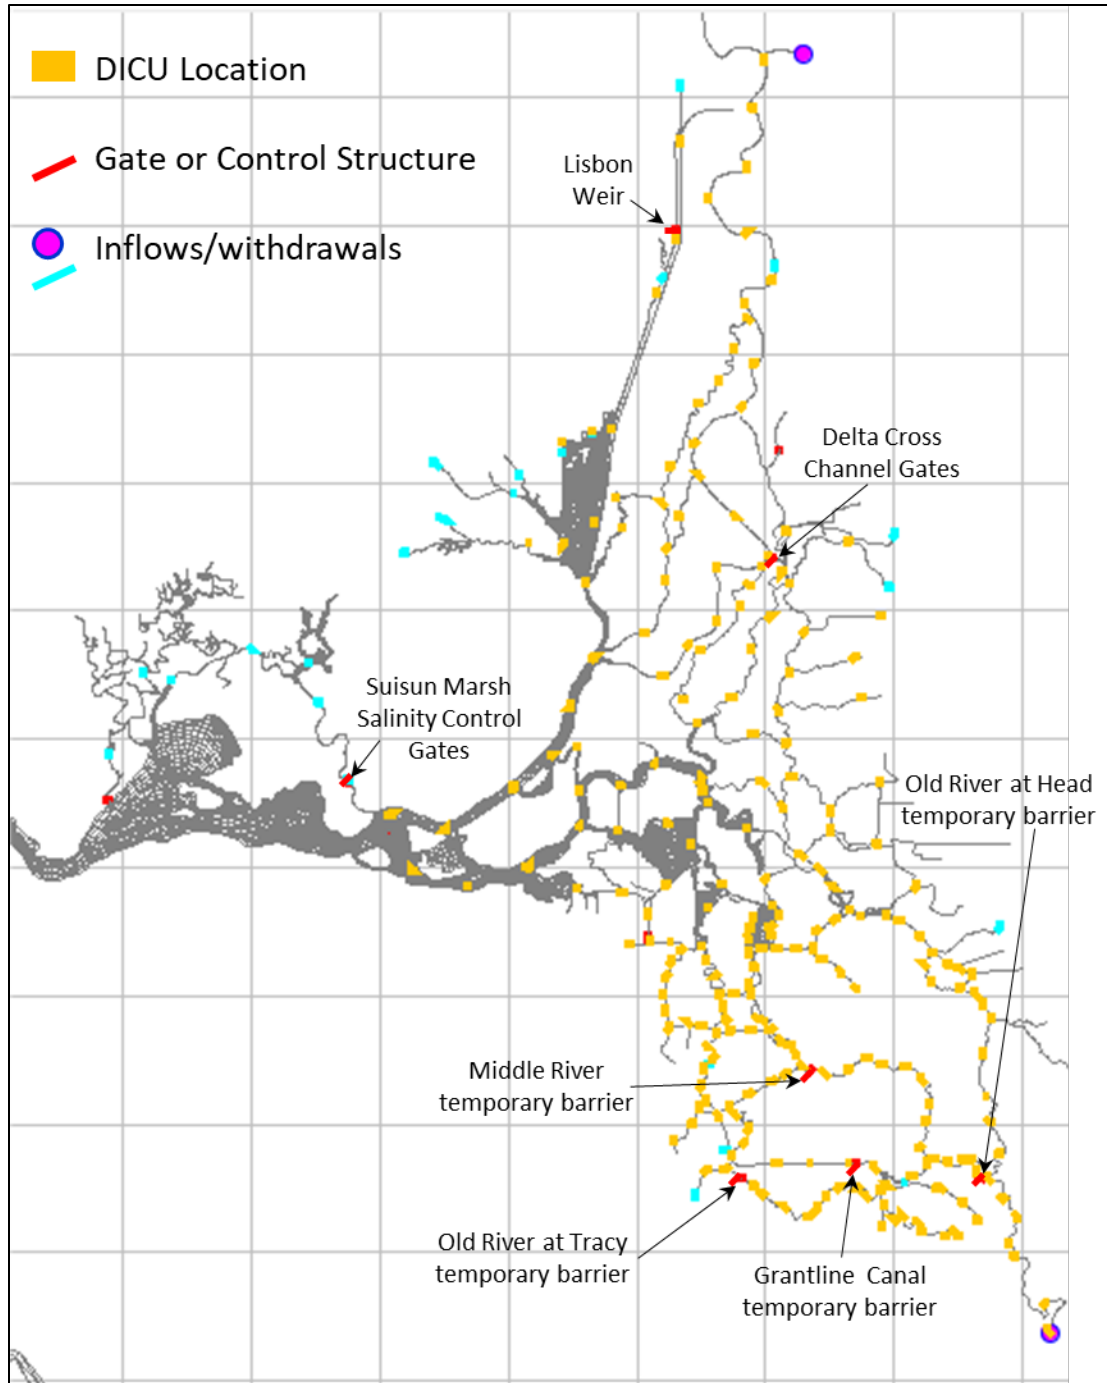 DICU Location
Gate or Control Structure
Inflows/withdrawals
Lisbon
Weir
Delta Cross
Channel Gates
Suisun Marsh
Salinity Control
Gates
Old River at Head
temporary barrier
Middle River
temporary barrier
Old River at Tracy
temporary barrier
Grantline Canal
temporary barrier